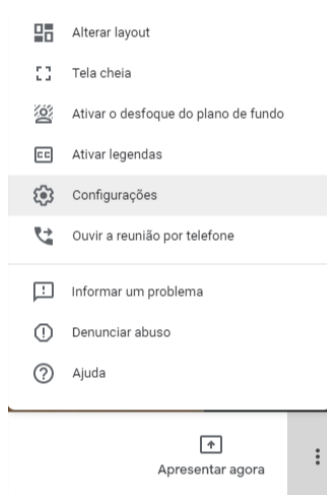 Alterar layout
Tela cheia
Ativar o desfoque do plano de fundo
CC Ativar legendas
Configurações
Ouvir a reunião por telefone
Informar um problema
Denunciar abuso
Ajuda
Apresentar agora